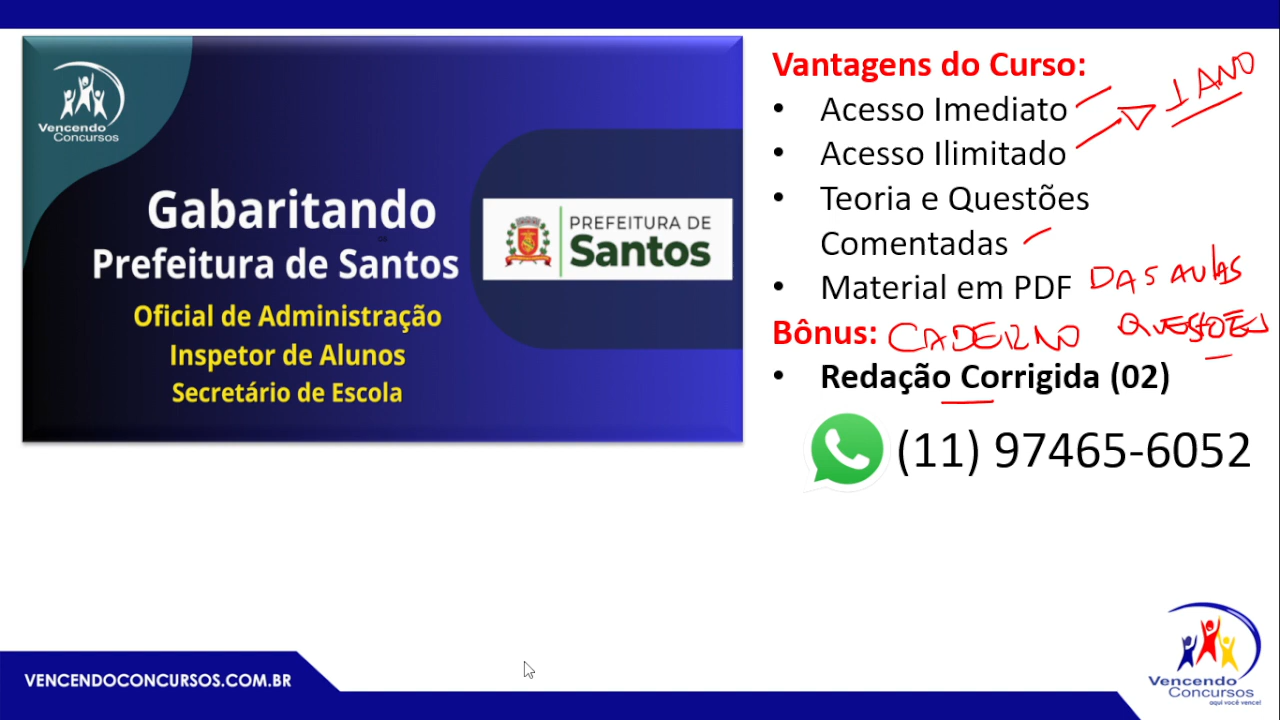 Vencendo
Concursos
Gabaritando
Prefeitura de Santos
Oficial de Administração
Inspetor de Alunos
Secretário de Escola
PREFEITURA DE
Santos
Vantagens do Curso:
• Acesso Imediato
• Acesso Ilimitado
1 ANO
• Teoria e Questões
Comentadas
• Material em PDF DAS AULAS
Bônus: CADERNO QUESTÕES
• Redação Corrigida (02)
(11) 97465-6052
VENCENDOCONCURSOS.COM.BR
Vencendo
Concursos
aqui você vence!